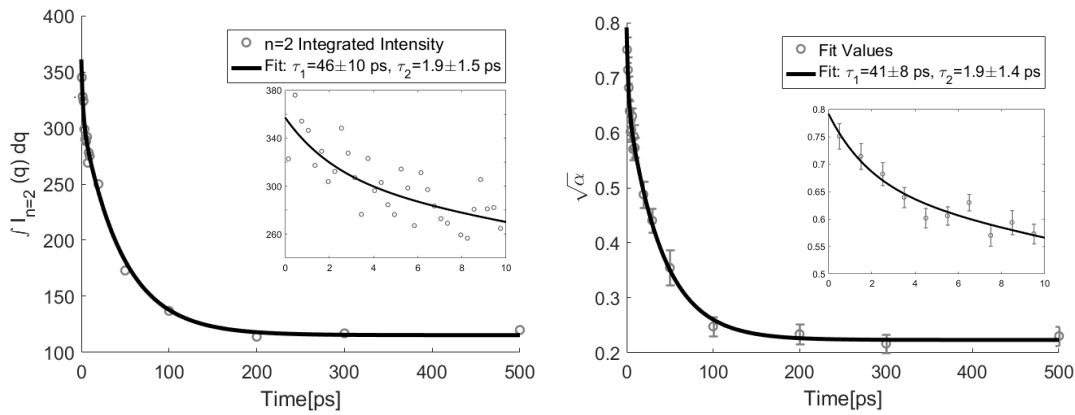 400
350
300
250
200
150
100
0 100 200 300 400 500
Time[ps]
∫ I_{n=2} (q) dq
n=2 Integrated Intensity
Fit: τ_1=46±10 ps, τ_2=1.9±1.5 ps
380
340
300
260
0 2 4 6 8 10
0.8
0.7
0.6
0.5
0.4
0.3
0.2
0 100 200 300 400 500
Time[ps]
√α
Fit Values
Fit: τ_1=41±8 ps, τ_2=1.9±1.4 ps
0.8
0.75
0.7
0.65
0.6
0.55
0.5
0 2 4 6 8 10